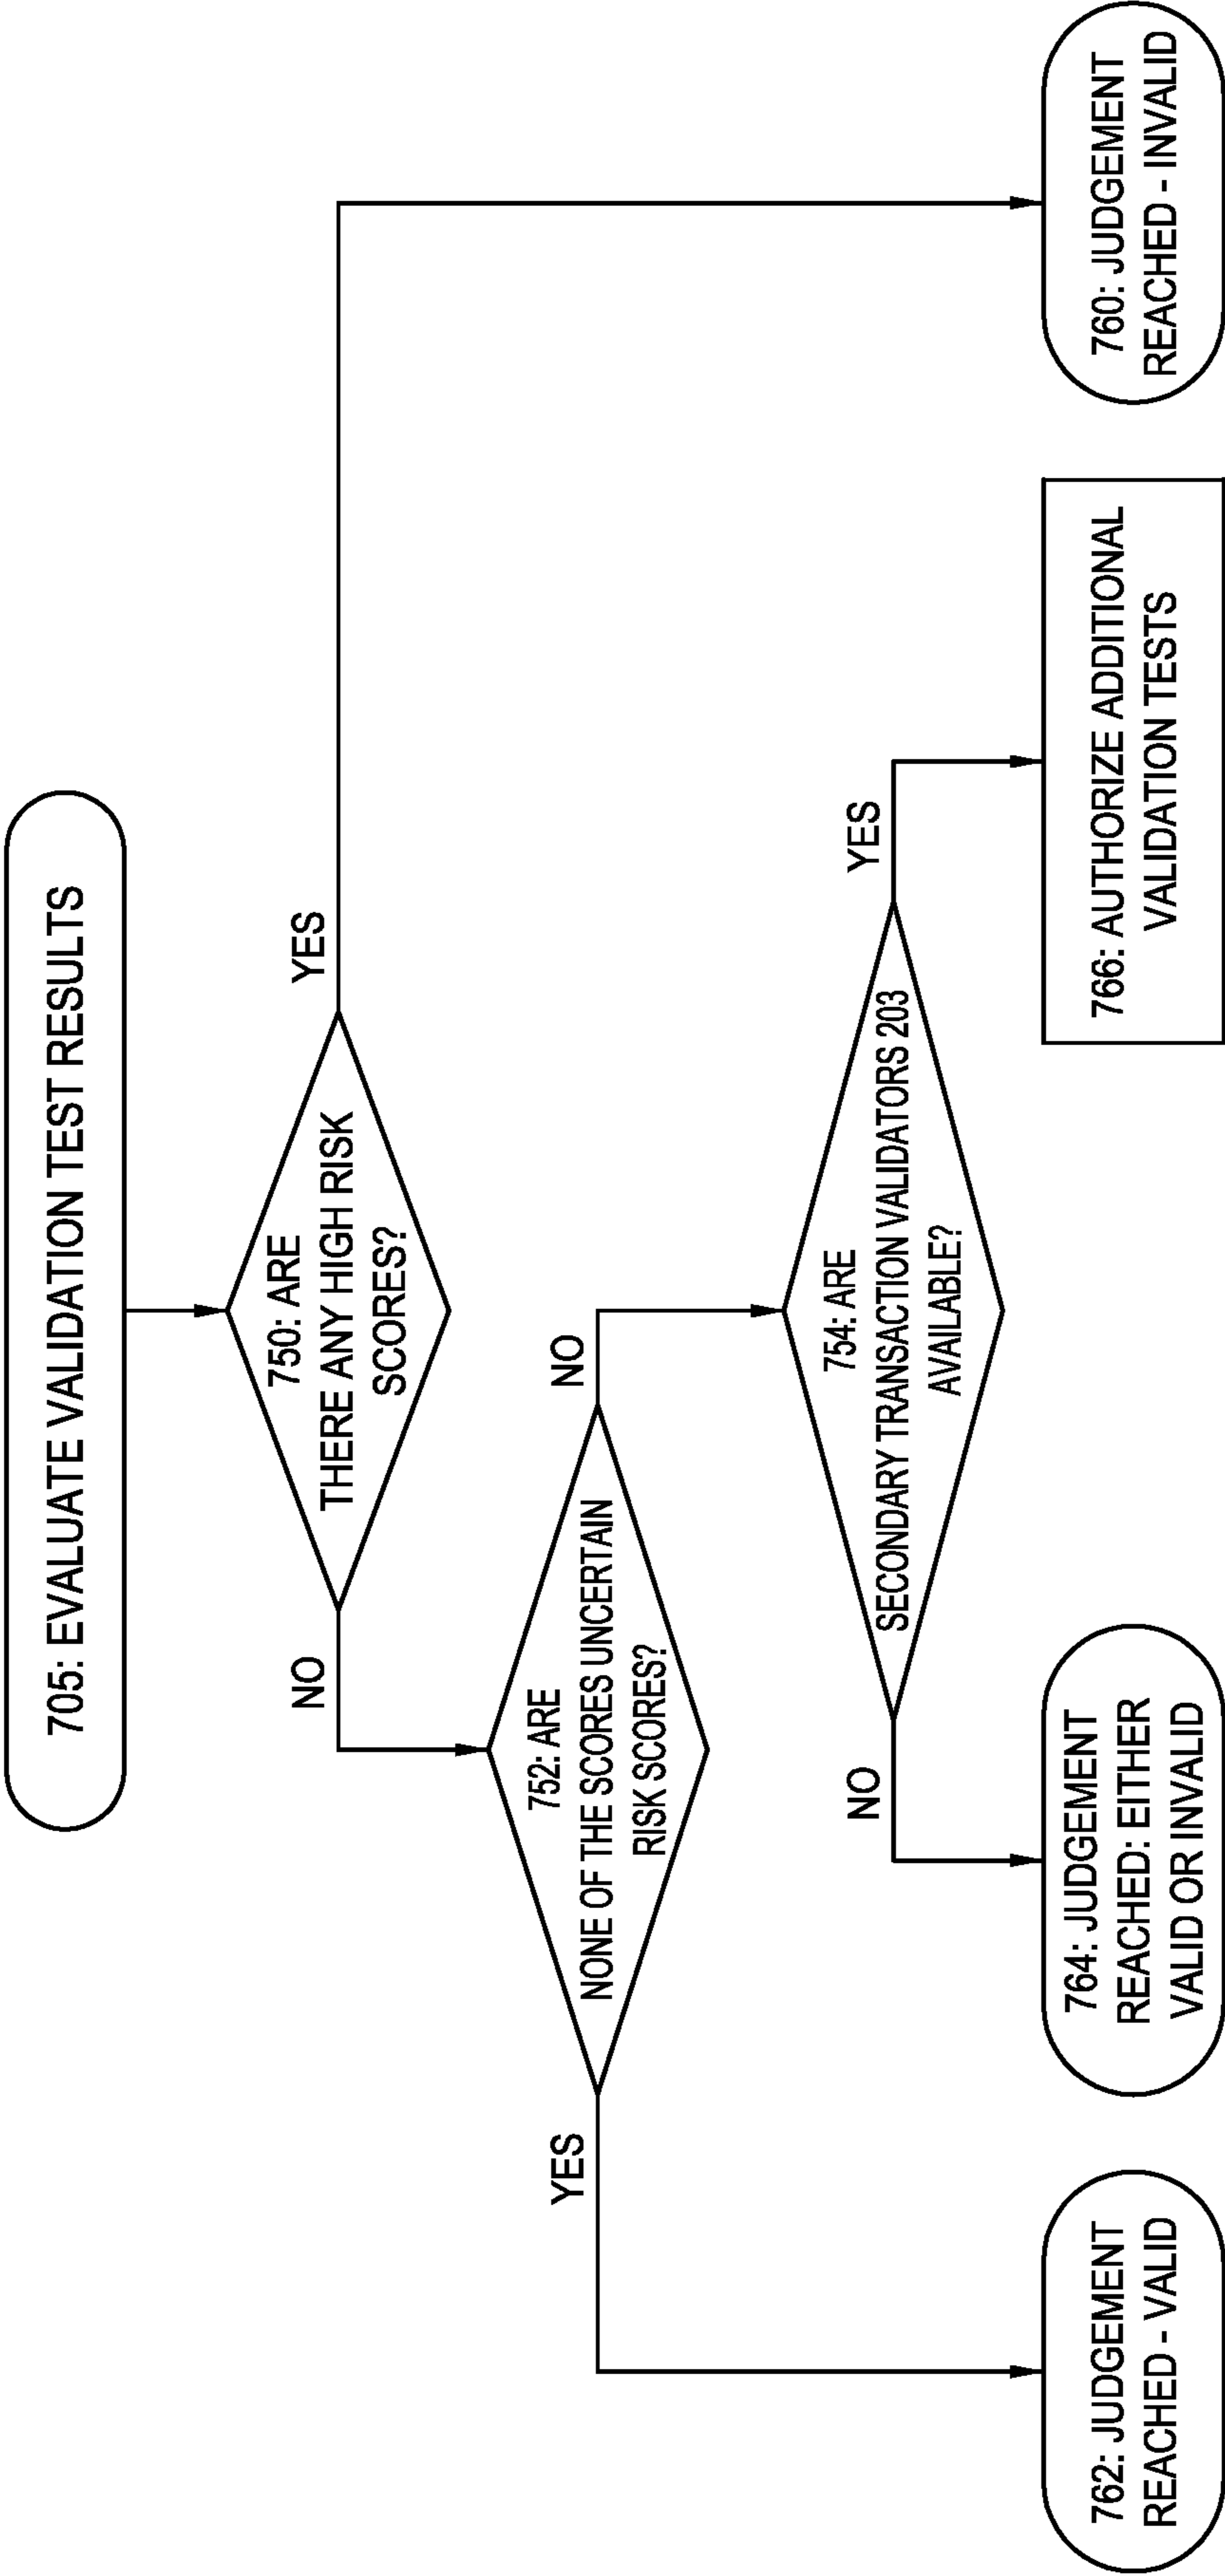 705: EVALUATE VALIDATION TEST RESULTS
750: ARE
THERE ANY HIGH RISK
SCORES?
NO
YES
752: ARE
NONE OF THE SCORES UNCERTAIN
RISK SCORES?
YES
NO
754: ARE
SECONDARY TRANSACTION VALIDATORS 203
AVAILABLE?
NO
YES
762: JUDGEMENT
REACHED - VALID
764: JUDGEMENT
REACHED: EITHER
VALID OR INVALID
766: AUTHORIZE ADDITIONAL
VALIDATION TESTS
760: JUDGEMENT
REACHED - INVALID